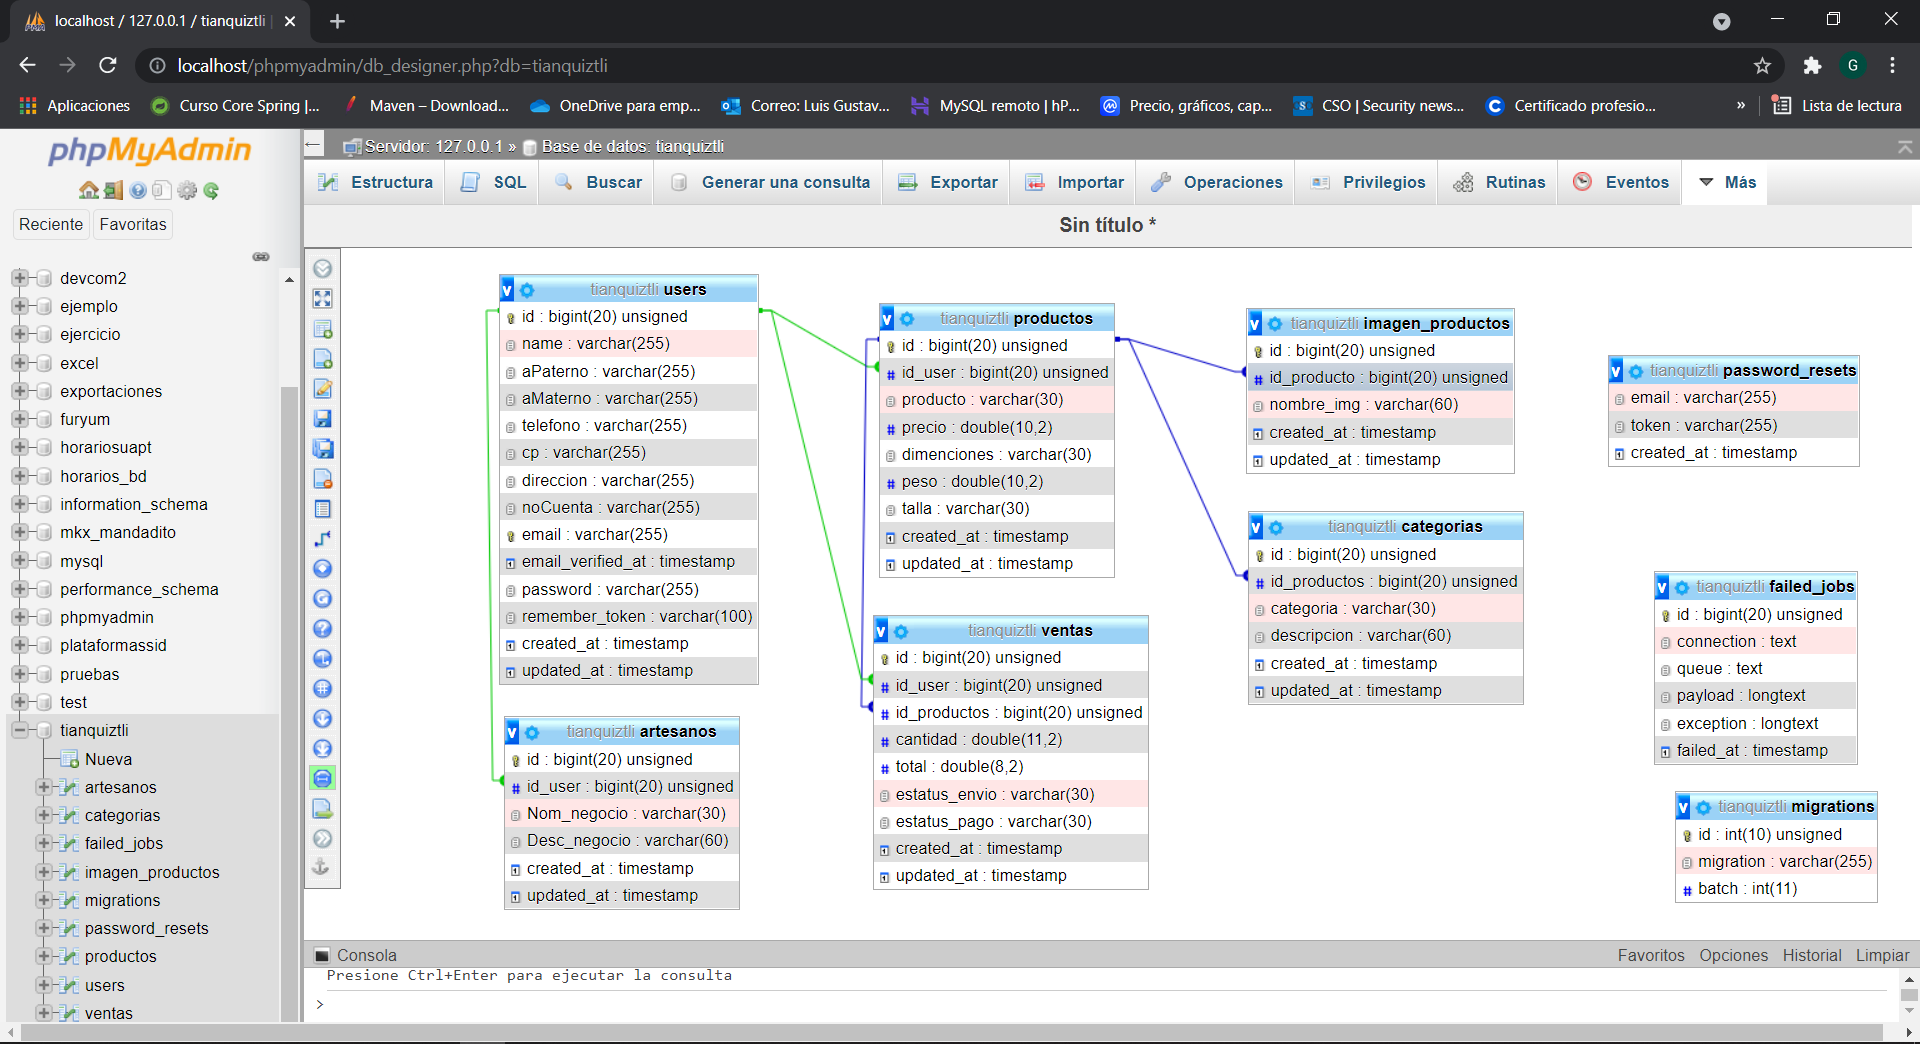 localhost / 127.0.0.1 / tianquiztli |
localhost/phpmyadmin/db_designer.php?db=tianquiztli
G
Aplicaciones
Curso Core Spring |...
Maven – Download...
OneDrive para emp...
Correo: Luis Gustav...
MySQL remoto | hP...
Precio, gráficos, cap...
CSO | Security news...
Certificado profesio...
»
Lista de lectura
phpMyAdmin
Reciente
Favoritas
devcom2
ejemplo
ejercicio
excel
exportaciones
furyum
horariosuapt
horarios_bd
information_schema
mkx_mandadito
mysql
performance_schema
phpmyadmin
plataformassid
pruebas
test
tianquiztli
Nueva
artesanos
categorias
failed_jobs
imagen_productos
migrations
password_resets
productos
users
ventas
Servidor: 127.0.0.1 » Base de datos: tianquiztli
Estructura
SQL
Buscar
Generar una consulta
Exportar
Importar
Operaciones
Privilegios
Rutinas
Eventos
Más
Sin título *
v tianquiztli users
id : bigint(20) unsigned
name : varchar(255)
aPaterno : varchar(255)
aMaterno : varchar(255)
telefono : varchar(255)
cp : varchar(255)
direccion : varchar(255)
noCuenta : varchar(255)
email : varchar(255)
email_verified_at : timestamp
password : varchar(255)
remember_token : varchar(100)
created_at : timestamp
updated_at : timestamp
v tianquiztli artesanos
id : bigint(20) unsigned
# id_user : bigint(20) unsigned
Nom_negocio : varchar(30)
Desc_negocio : varchar(60)
created_at : timestamp
updated_at : timestamp
v tianquiztli productos
id : bigint(20) unsigned
# id_user : bigint(20) unsigned
producto : varchar(30)
# precio : double(10,2)
dimenciones : varchar(30)
# peso : double(10,2)
talla : varchar(30)
created_at : timestamp
updated_at : timestamp
v tianquiztli ventas
id : bigint(20) unsigned
# id_user : bigint(20) unsigned
# id_productos : bigint(20) unsigned
# cantidad : double(11,2)
# total : double(8,2)
estatus_envio : varchar(30)
estatus_pago : varchar(30)
created_at : timestamp
updated_at : timestamp
v tianquiztli imagen_productos
id : bigint(20) unsigned
# id_producto : bigint(20) unsigned
nombre_img : varchar(60)
created_at : timestamp
updated_at : timestamp
v tianquiztli categorias
id : bigint(20) unsigned
# id_productos : bigint(20) unsigned
categoria : varchar(30)
descripcion : varchar(60)
created_at : timestamp
updated_at : timestamp
v tianquiztli password_resets
email : varchar(255)
token : varchar(255)
created_at : timestamp
v tianquiztli failed_jobs
id : bigint(20) unsigned
connection : text
queue : text
payload : longtext
exception : longtext
failed_at : timestamp
v tianquiztli migrations
id : int(10) unsigned
migration : varchar(255)
# batch : int(11)
Consola
Favoritos
Opciones
Historial
Limpiar
Presione Ctrl+Enter para ejecutar la consulta
>